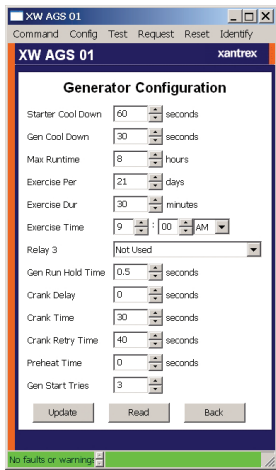 XW AGS 01
Command Config Test Request Reset Identify
XW AGS 01 xantrex
Generator Configuration
Starter Cool Down 60 seconds
Gen Cool Down 30 seconds
Max Runtime 8 hours
Exercise Per 21 days
Exercise Dur 30 minutes
Exercise Time 9 : 00 AM
Relay 3 Not Used
Gen Run Hold Time 0.5 seconds
Crank Delay 0 seconds
Crank Time 30 seconds
Crank Retry Time 40 seconds
Preheat Time 0 seconds
Gen Start Tries 3
Update Read Back
No faults or warnings